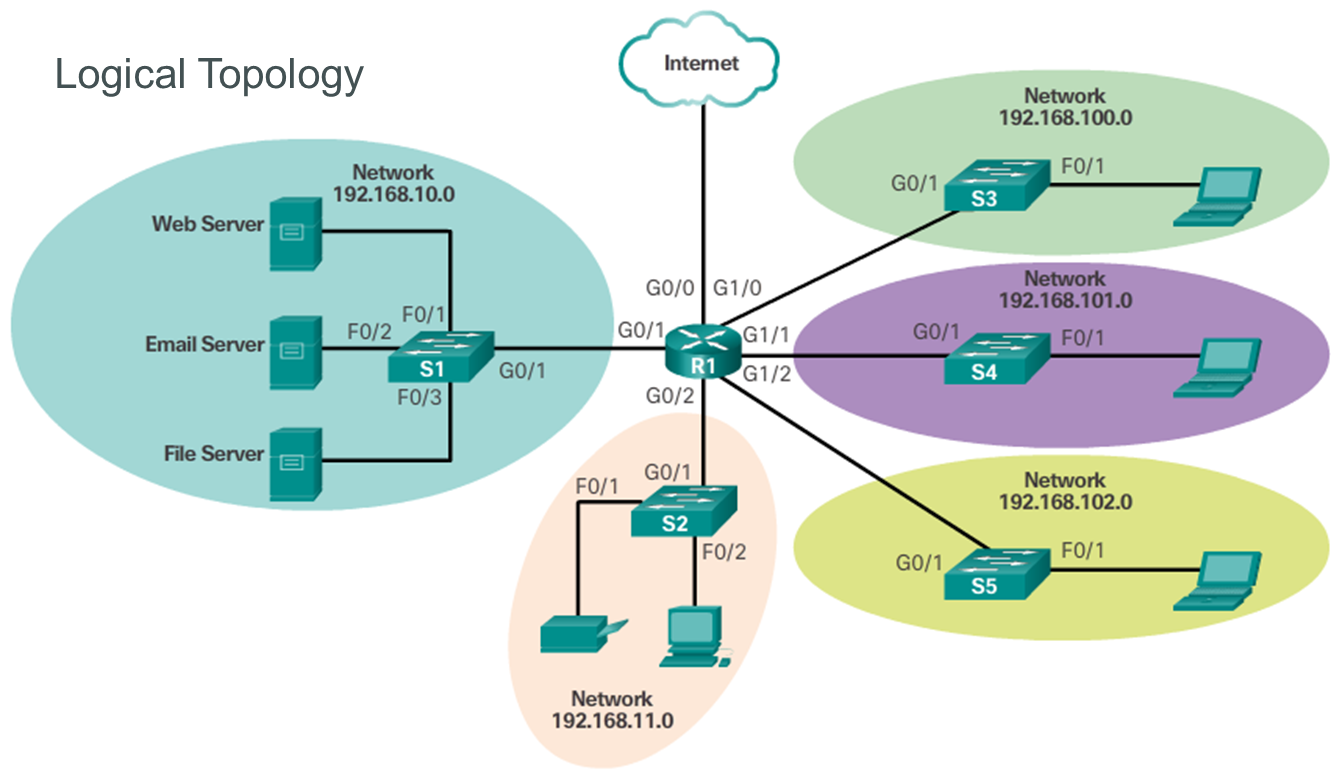 Logical Topology
Internet
Network
192.168.10.0
Web Server
Email Server
File Server
F0/1
F0/2
F0/3
S1
G0/1
G0/0
G1/0
G0/1
R1
G1/1
G1/2
G0/2
Network
192.168.100.0
G0/1
S3
F0/1
Network
192.168.101.0
G0/1
S4
F0/1
Network
192.168.102.0
G0/1
S5
F0/1
G0/1
F0/1
S2
F0/2
Network
192.168.11.0